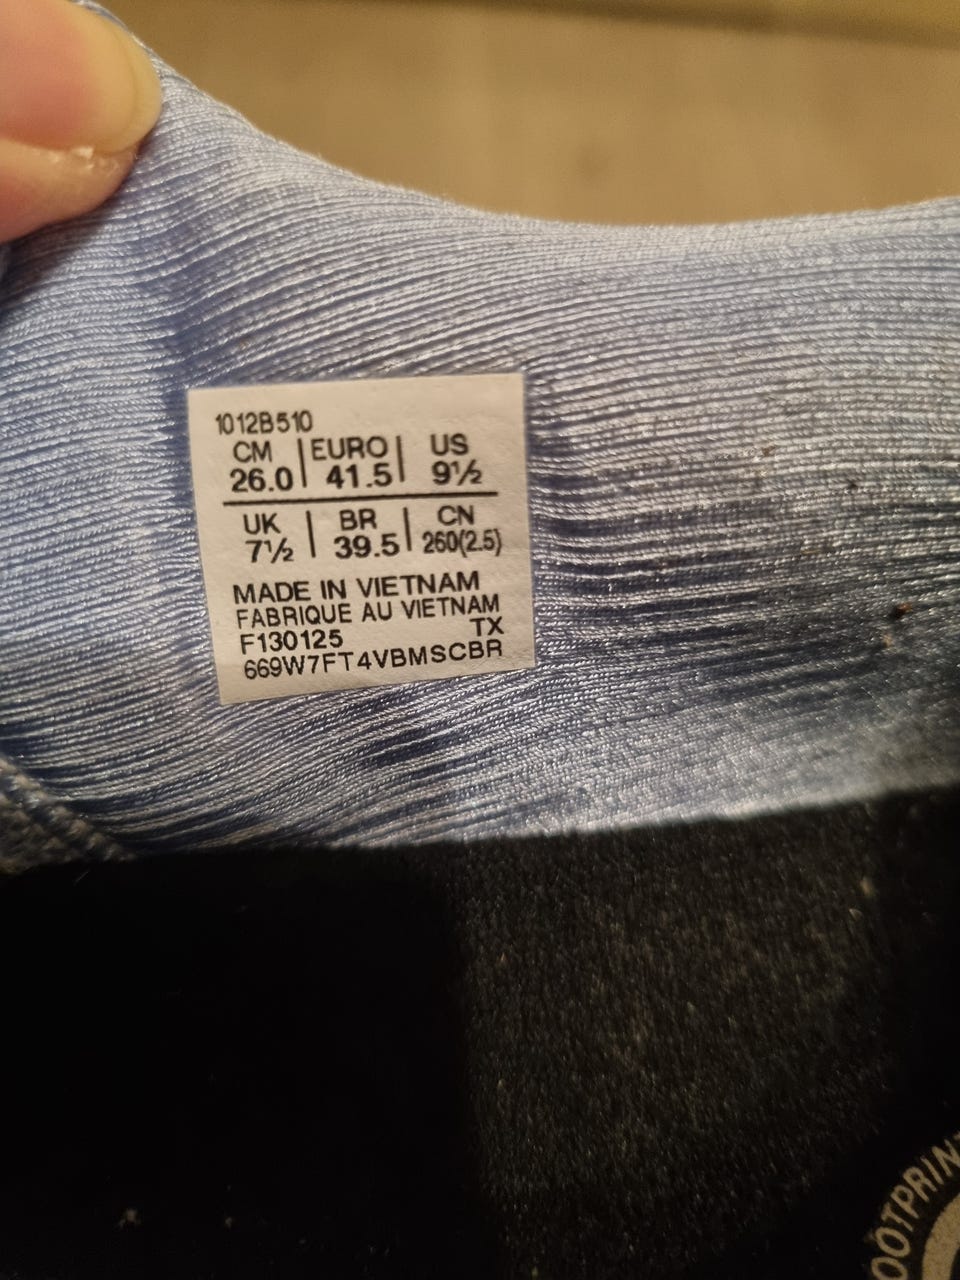 1012B510
CM | EURO | US
26.0 | 41.5 | 9½
UK | BR | CN
7½ | 39.5 | 260(2.5)
MADE IN VIETNAM
FABRIQUE AU VIETNAM
F130125 TX
669W7FT4VBMSCBR